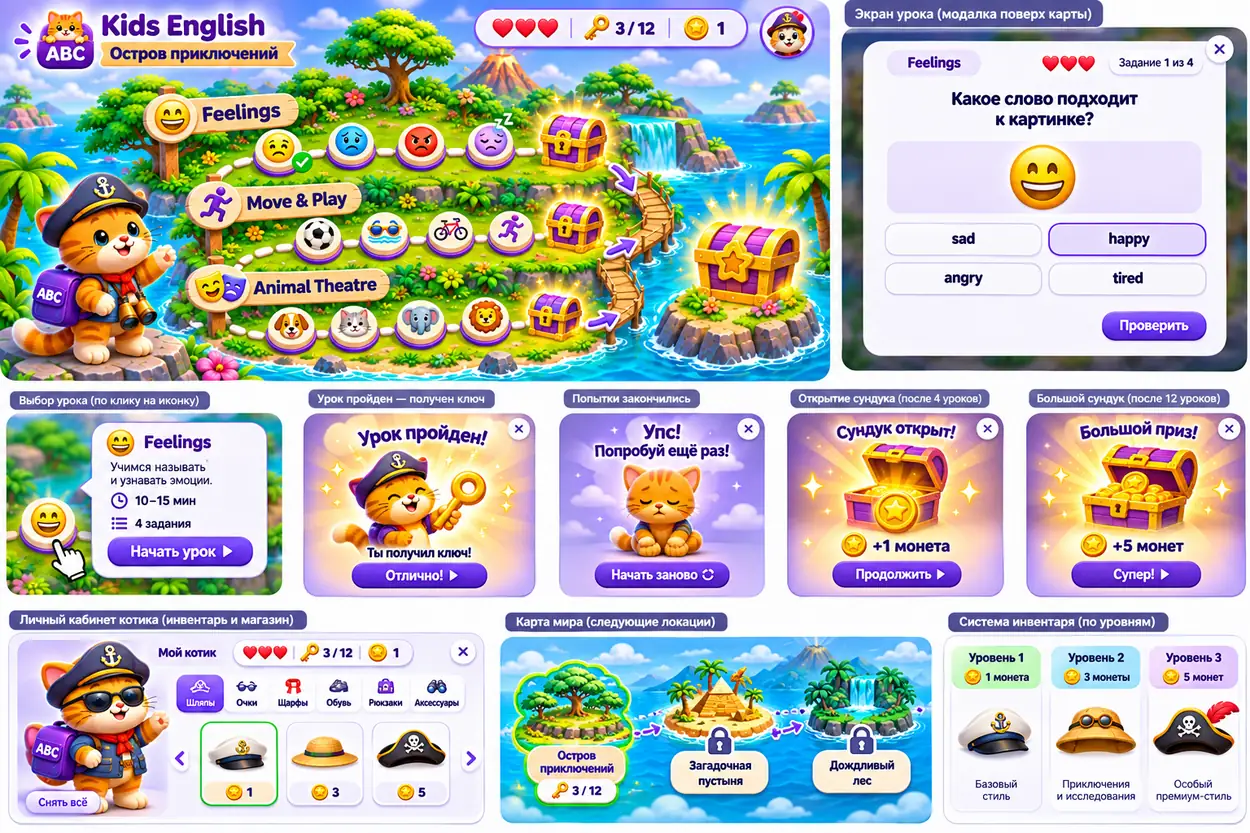 ABC
Kids English
Остров приключений
3 / 12
1
Feelings
zZ
Move & Play
Animal Theatre
ABC
Экран урока (модалка поверх карты)
Feelings
Задание 1 из 4
Какое слово подходит
к картинке?
sad
happy
angry
tired
Проверить
Выбор урока (по клику на иконку)
Feelings
Учимся называть
и узнавать эмоции.
10–15 мин
4 задания
Начать урок
Урок пройден — получен ключ
Урок пройден!
Ты получил ключ!
Отлично!
Попытки закончились
Упс!
Попробуй ещё раз!
Начать заново
Открытие сундука (после 4 уроков)
Сундук открыт!
+1 монета
Продолжить
Большой сундук (после 12 уроков)
Большой приз!
+5 монет
Супер!
Личный кабинет котика (инвентарь и магазин)
Мой котик
3 / 12
1
Шляпы
Очки
Шарфы
Обувь
Рюкзаки
Аксессуары
ABC
Снять всё
1
3
5
Карта мира (следующие локации)
Остров
приключений
3 / 12
Загадочная
пустыня
Дождливый
лес
Система инвентаря (по уровням)
Уровень 1
1 монета
Базовый
стиль
Уровень 2
3 монеты
Приключения
и исследования
Уровень 3
5 монет
Особый
премиум-стиль